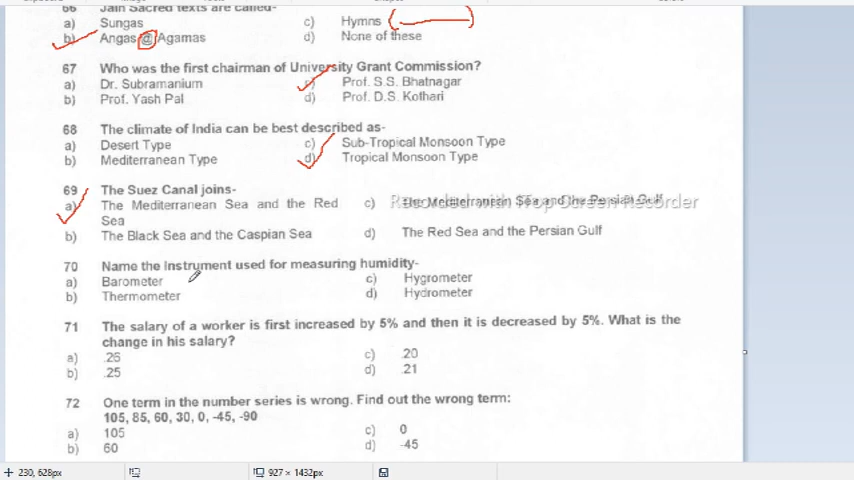 66 Jain Sacred texts are called-
a) Sungas c) Hymns
b) Angas @ Agamas d) None of these
67 Who was the first chairman of University Grant Commission?
a) Dr. Subramanium c) Prof. S.S. Bhatnagar
b) Prof. Yash Pal d) Prof. D.S. Kothari
68 The climate of India can be best described as-
a) Desert Type c) Sub-Tropical Monsoon Type
b) Mediterranean Type d) Tropical Monsoon Type
69 The Suez Canal joins-
a) The Mediterranean Sea and the Red c) The Mediterranean Sea and the Persian Gulf
Recorded with iTop Screen Recorder
Sea
b) The Black Sea and the Caspian Sea d) The Red Sea and the Persian Gulf
70 Name the Instrument used for measuring humidity-
a) Barometer c) Hygrometer
b) Thermometer d) Hydrometer
71 The salary of a worker is first increased by 5% and then it is decreased by 5%. What is the
change in his salary?
a) .26 c) .20
b) .25 d) .21
72 One term in the number series is wrong. Find out the wrong term:
105, 85, 60, 30, 0, -45, -90
a) 105 c) 0
b) 60 d) -45
230, 628px 927 × 1432px